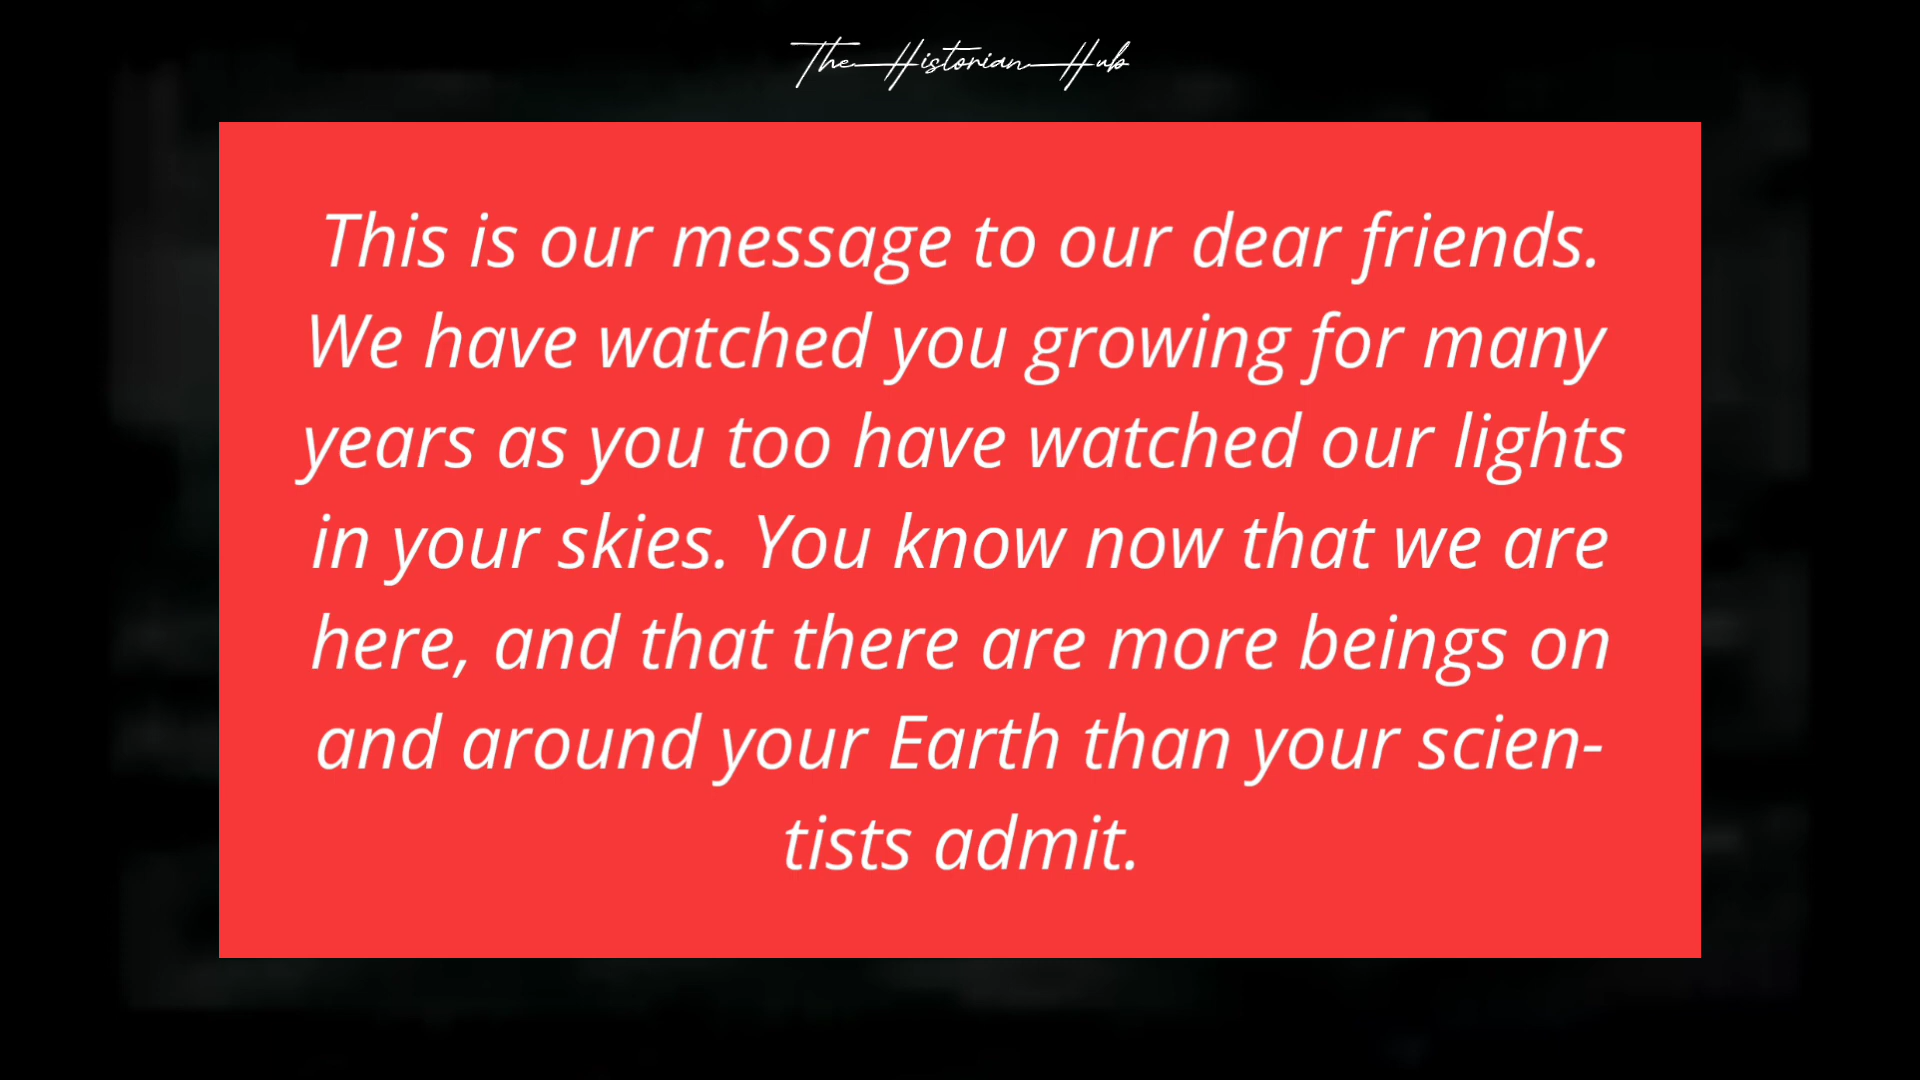 The Historian Hub
This is our message to our dear friends.
We have watched you growing for many
years as you too have watched our lights
in your skies. You know now that we are
here, and that there are more beings on
and around your Earth than your scien-
tists admit.